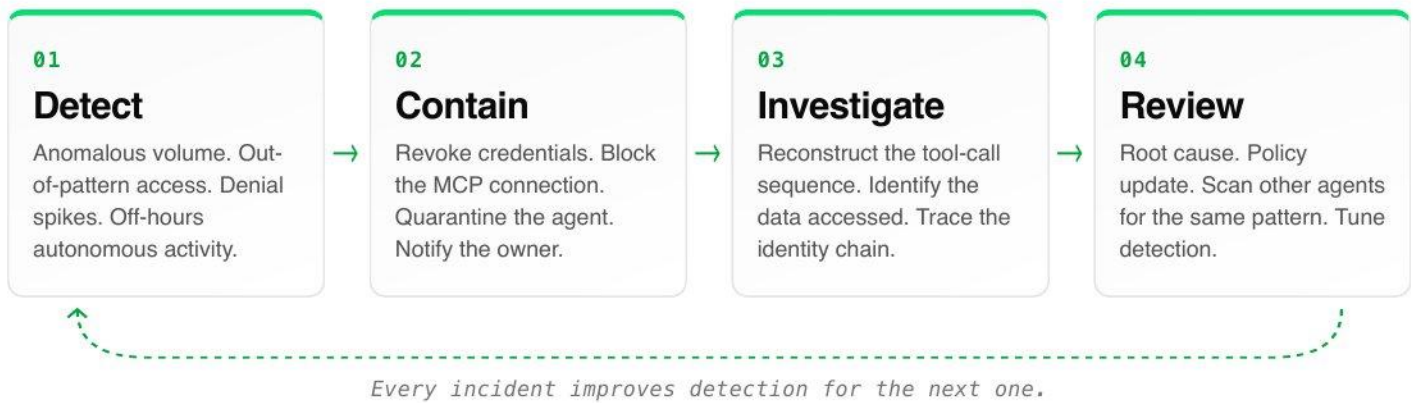 01
Detect
Anomalous volume. Out-
of-pattern access. Denial
spikes. Off-hours
autonomous activity.
02
Contain
Revoke credentials. Block
the MCP connection.
Quarantine the agent.
Notify the owner.
03
Investigate
Reconstruct the tool-call
sequence. Identify the
data accessed. Trace the
identity chain.
04
Review
Root cause. Policy
update. Scan other agents
for the same pattern. Tune
detection.
Every incident improves detection for the next one.